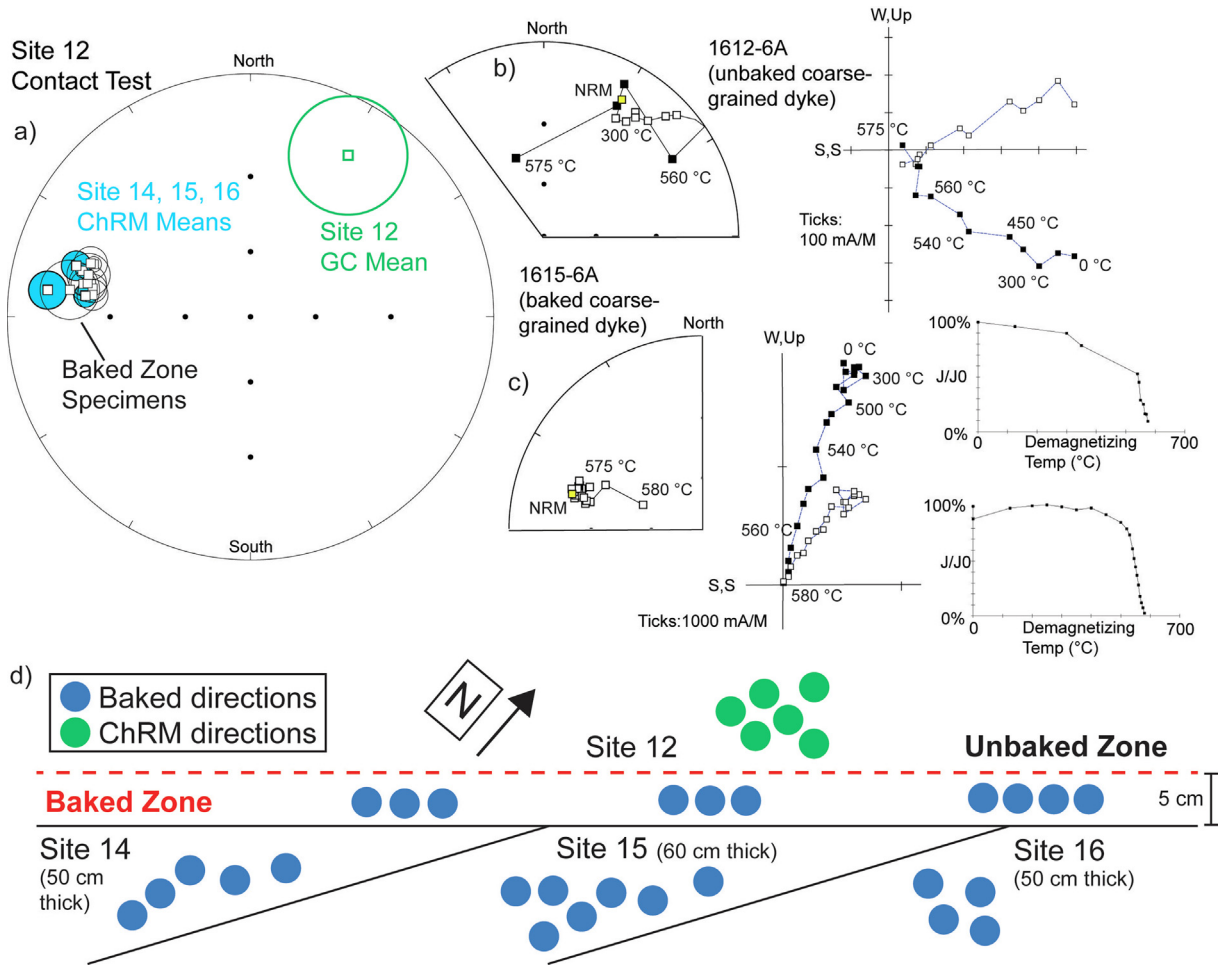 Site 12
Contact Test
a)
North
Site 14, 15, 16
ChRM Means
Site 12
GC Mean
Baked Zone
Specimens
South
b)
North
NRM
300 °C
575 °C
560 °C
1612-6A
(unbaked coarse-
grained dyke)
W,Up
575 °C
S,S
560 °C
540 °C
450 °C
300 °C
0 °C
Ticks:
100 mA/M
1615-6A
(baked coarse-
grained dyke)
North
c)
575 °C
580 °C
NRM
W,Up
0 °C
300 °C
500 °C
540 °C
560 °C
S,S
580 °C
Ticks:1000 mA/M
100%
J/J0
0%
0
700
Demagnetizing
Temp (°C)
100%
J/J0
0%
0
700
Demagnetizing
Temp (°C)
d)
Baked directions
ChRM directions
N
Site 12
Unbaked Zone
Baked Zone
5 cm
Site 14
(50 cm
thick)
Site 15 (60 cm thick)
Site 16
(50 cm thick)